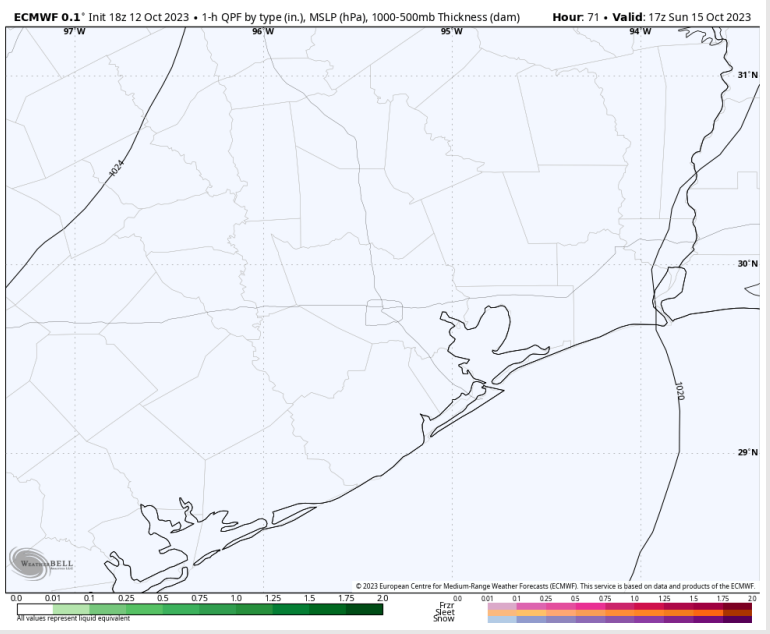 ECMWF 0.1° Init 18z 12 Oct 2023 • 1-h QPF by type (in.), MSLP (hPa), 1000-500mb Thickness (dam) Hour: 71 • Valid: 17z Sun 15 Oct 2023
97°W 96°W 95°W 94°W
31°N
1024
30°N
1020
29°N
WEATHERBELL
© 2023 European Centre for Medium-Range Weather Forecasts (ECMWF). This service is based on data and products of the ECMWF.
0.0 0.01 0.1 0.25 0.5 0.75 1.0 1.25 1.5 1.75 2.0 0.0 0.01 0.1 0.25 0.5 0.75 1.0 1.25 1.5 1.75 2.0
Frzr
Sleet
Snow
All values represent liquid equivalent